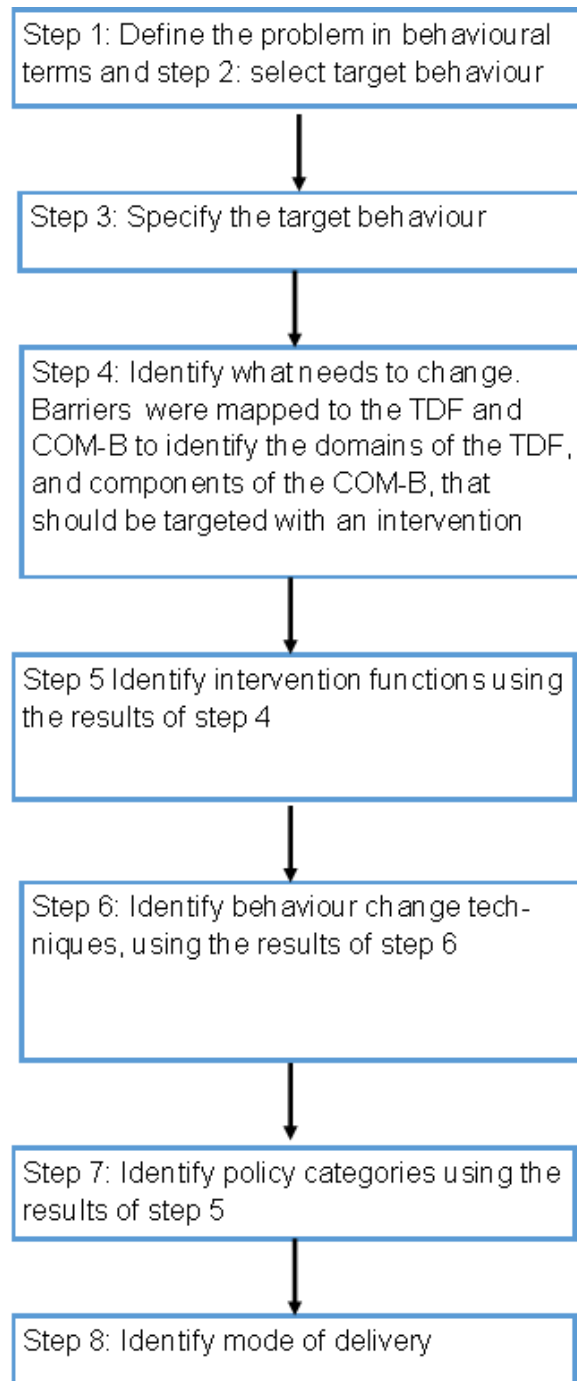 Step 1: Define the problem in behavioural
terms and step 2: select target behaviour
Step 3: Specify the target behaviour
Step 4: Identify what needs to change.
Barriers were mapped to the TDF and
COM-B to identify the domains of the TDF,
and components of the COM-B, that
should be targeted with an intervention
Step 5 Identify intervention functions using
the results of step 4
Step 6: Identify behaviour change tech-
niques, using the results of step 6
Step 7: Identify policy categories using the
results of step 5
Step 8: Identify mode of delivery